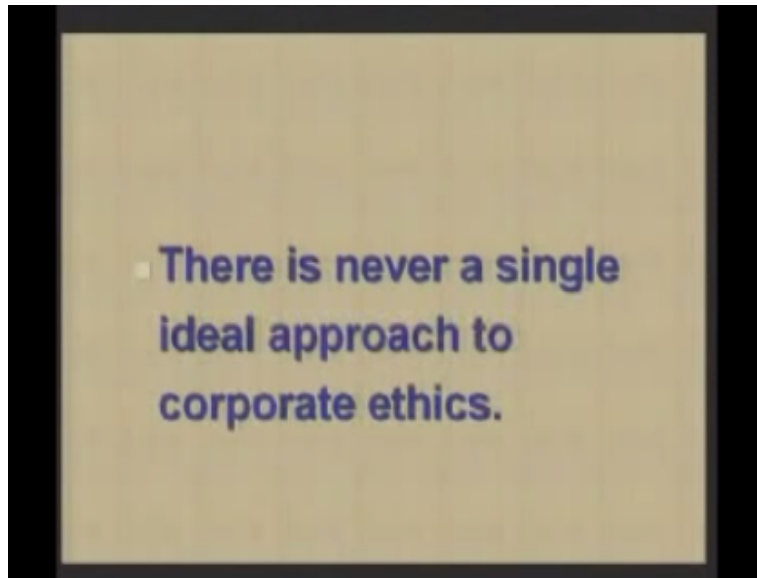 There is never a single
ideal approach to
corporate ethics.